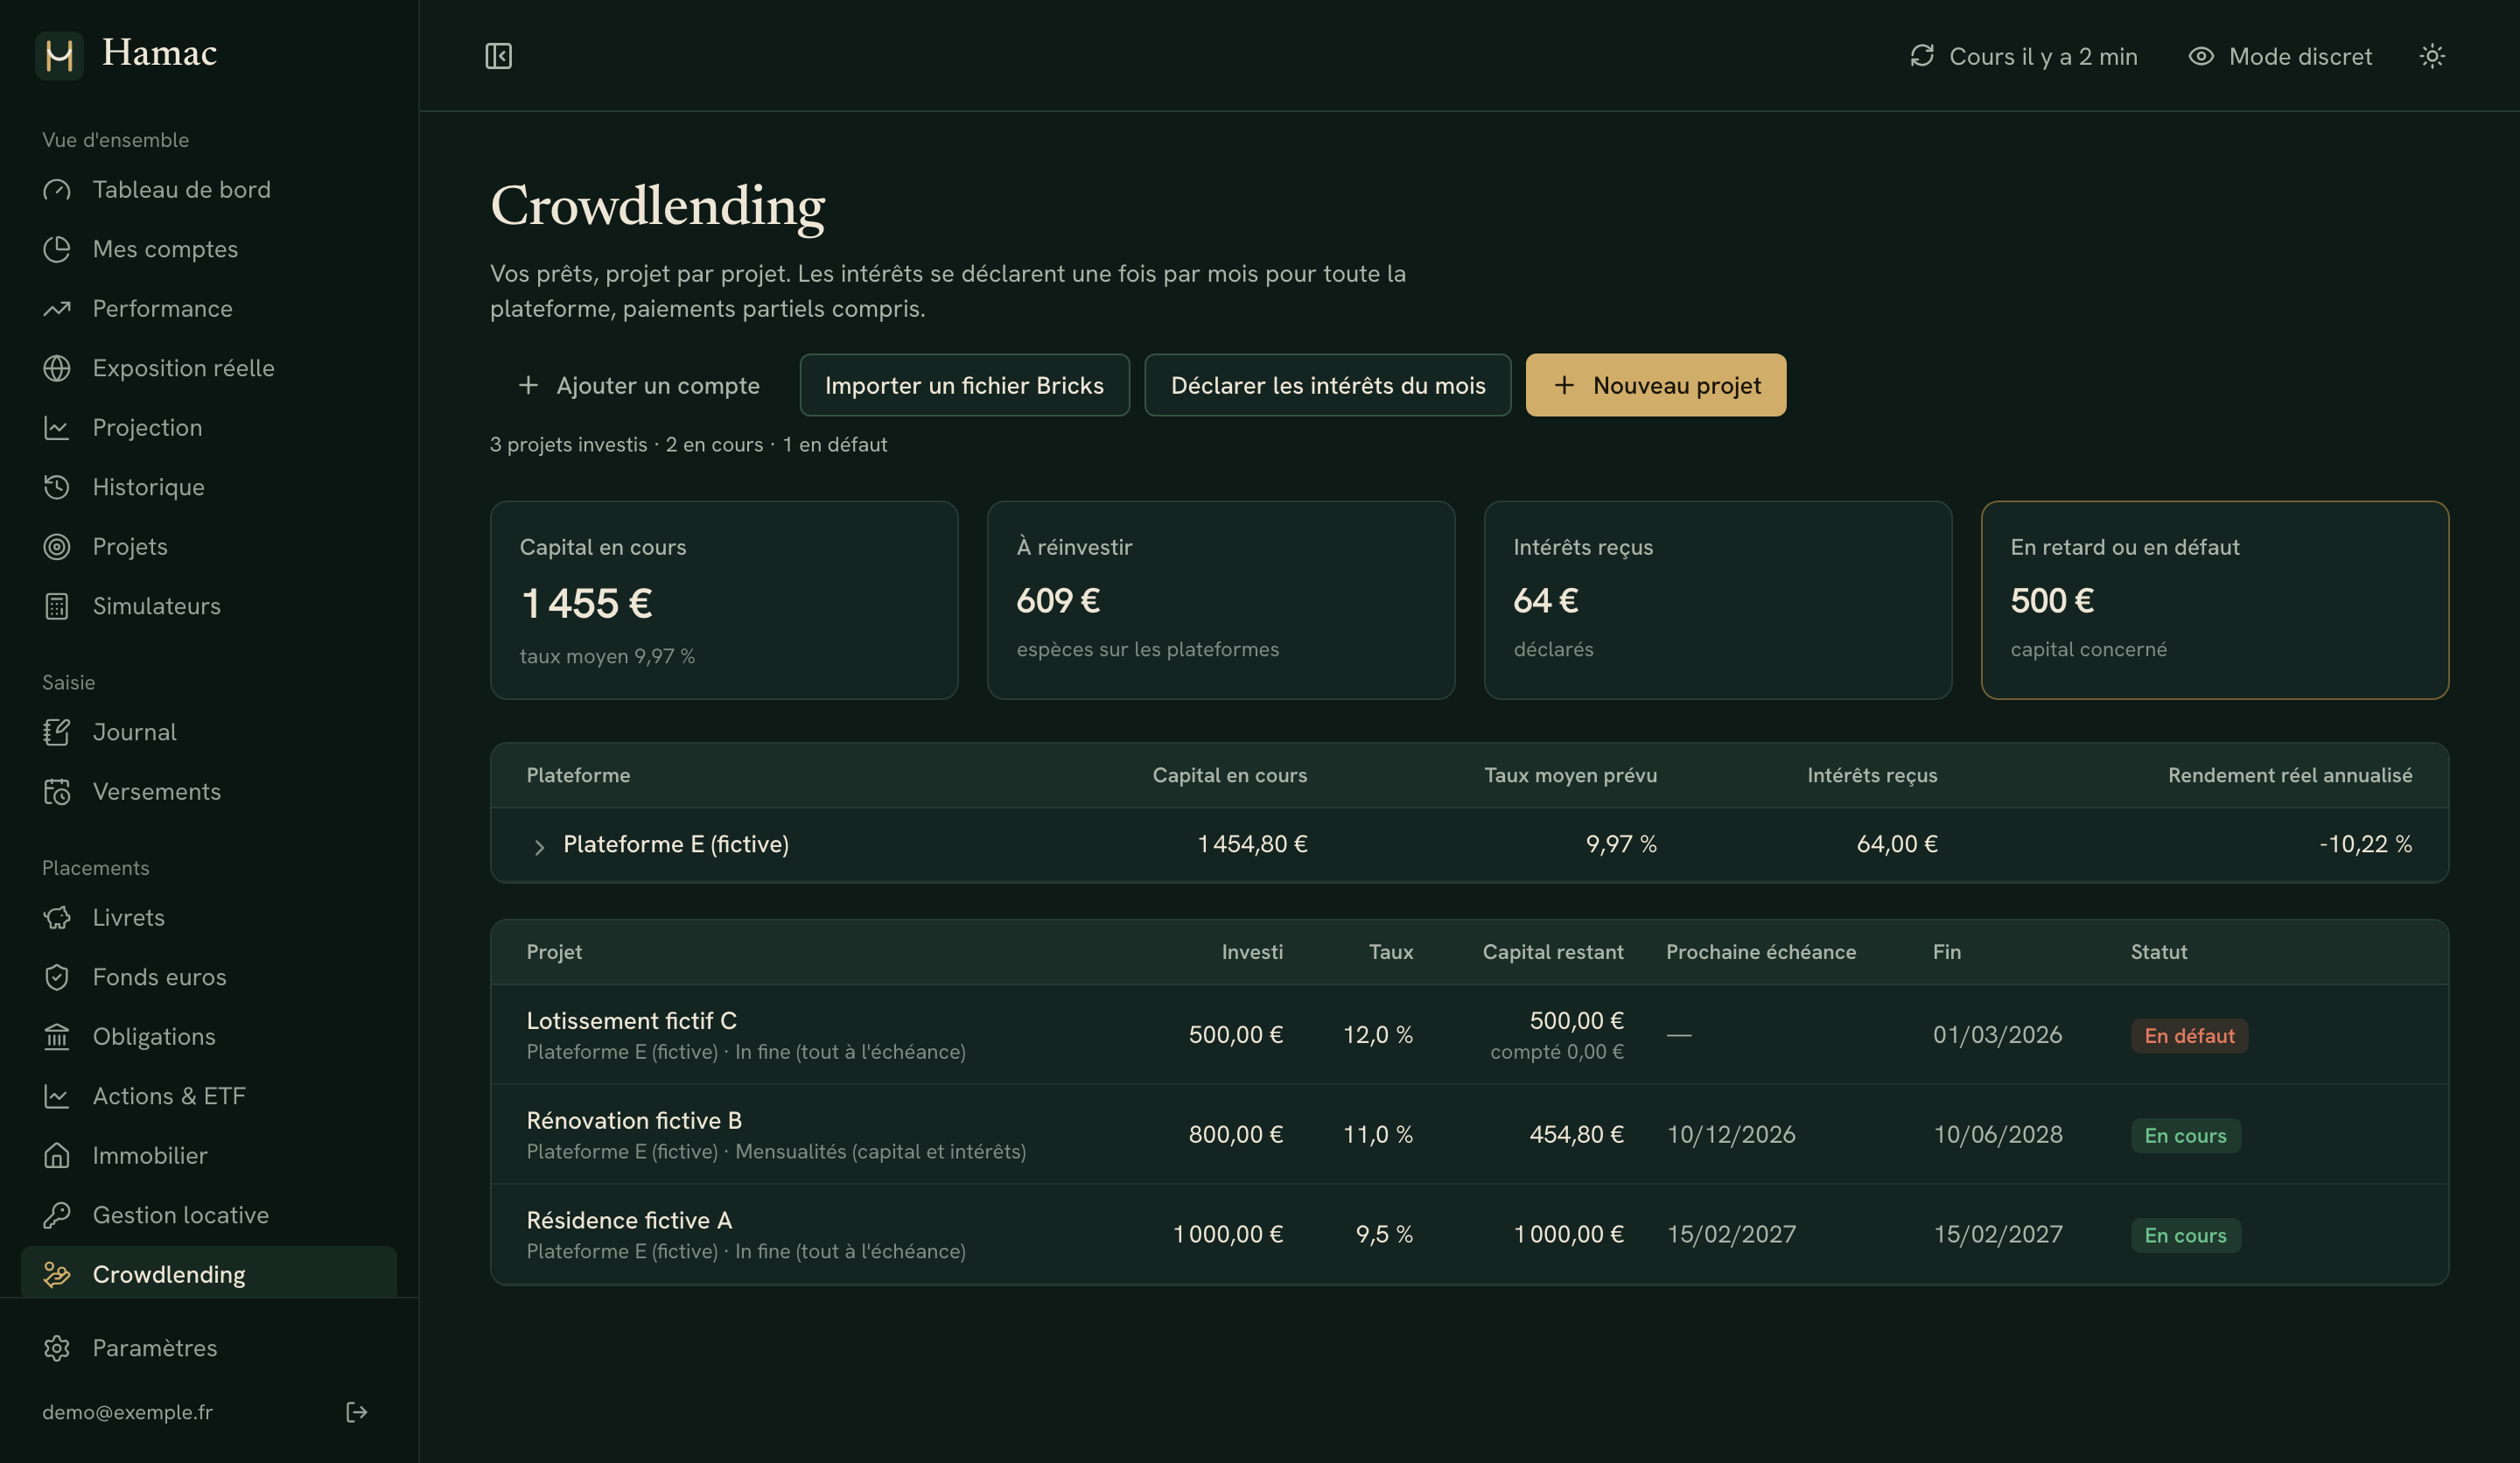 Hamac
Cours il y a 2 min
Mode discret
Vue d'ensemble
Tableau de bord
Mes comptes
Performance
Exposition réelle
Projection
Historique
Projets
Simulateurs
Saisie
Journal
Versements
Placements
Livrets
Fonds euros
Obligations
Actions & ETF
Immobilier
Gestion locative
Crowdlending
Paramètres
demo@exemple.fr
Crowdlending
Vos prêts, projet par projet. Les intérêts se déclarent une fois par mois pour toute la
plateforme, paiements partiels compris.
Ajouter un compte
Importer un fichier Bricks
Déclarer les intérêts du mois
Nouveau projet
3 projets investis · 2 en cours · 1 en défaut
Capital en cours
1 455 €
taux moyen 9,97 %
À réinvestir
609 €
espèces sur les plateformes
Intérêts reçus
64 €
déclarés
En retard ou en défaut
500 €
capital concerné
Plateforme Capital en cours Taux moyen prévu Intérêts reçus Rendement réel annualisé
Plateforme E (fictive) 1 454,80 € 9,97 % 64,00 € -10,22 %
Projet Investi Taux Capital restant Prochaine échéance Fin Statut
Lotissement fictif C 500,00 € 12,0 % 500,00 € — 01/03/2026 En défaut
Plateforme E (fictive) · In fine (tout à l'échéance) compté 0,00 €
Rénovation fictive B 800,00 € 11,0 % 454,80 € 10/12/2026 10/06/2028 En cours
Plateforme E (fictive) · Mensualités (capital et intérêts)
Résidence fictive A 1 000,00 € 9,5 % 1 000,00 € 15/02/2027 15/02/2027 En cours
Plateforme E (fictive) · In fine (tout à l'échéance)